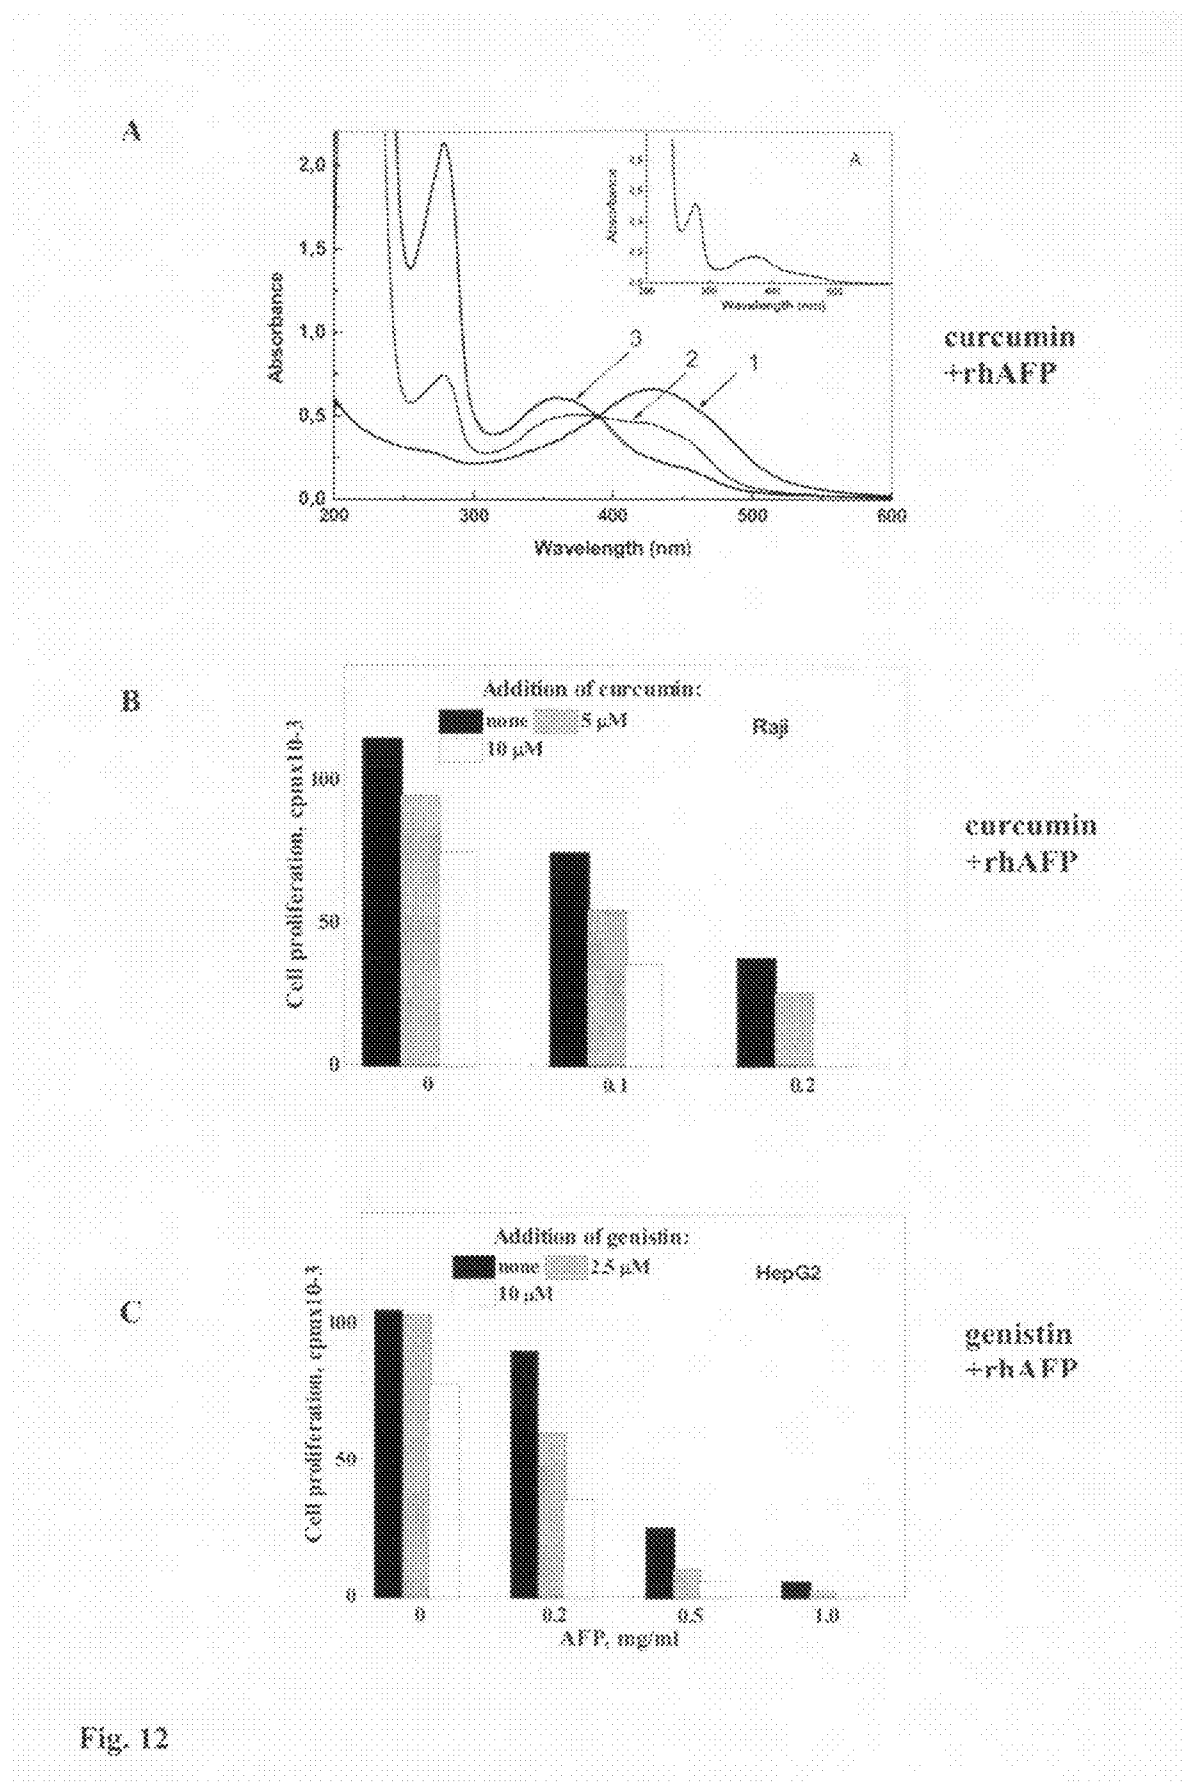 A
2,0
1,5
1,0
0,5
0,0
200
300
400
500
600
Absorbance
Wavelength (nm)
3
2
1
A
Absorbance
Wavelength (nm)
curcumin
+rhAFP
B
Addition of curcumin:
none 5 µM
10 µM
Raji
Cell proliferation, cpmx10-3
100
50
0
0
0.1
0.2
curcumin
+rhAFP
C
Addition of genistin:
none 2.5 µM
10 µM
HepG2
Cell proliferation, cpmx10-3
100
50
0
0
0.2
0.5
1.0
AFP, mg/ml
genistin
+rhAFP
Fig. 12